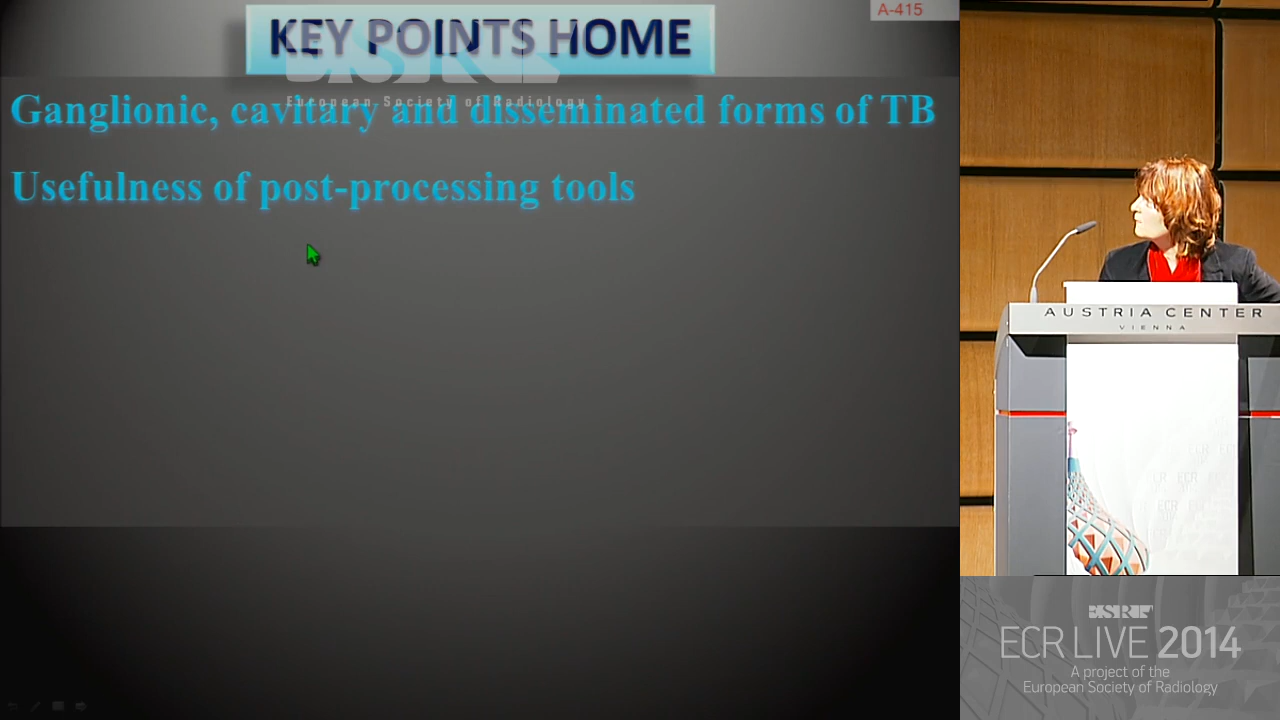 A-415
KEY POINTS HOME
European Society of Radiology
Ganglionic, cavitary and disseminated forms of TB
Usefulness of post-processing tools
AUSTRIA CENTER
VIENNA
ECR LIVE 2014
A project of the
European Society of Radiology